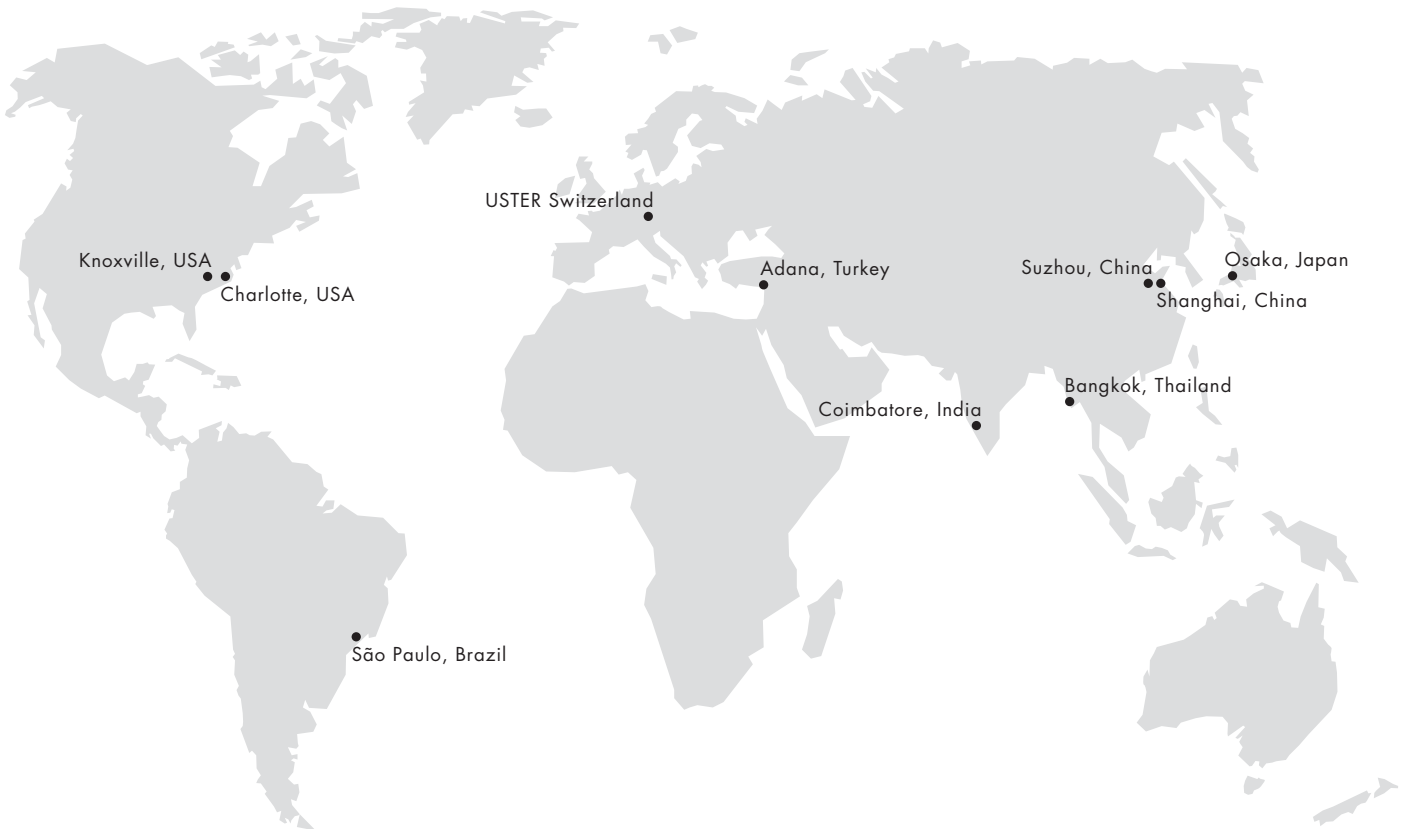 USTER Switzerland
Knoxville, USA
Charlotte, USA
Adana, Turkey
Suzhou, China
Osaka, Japan
Shanghai, China
Bangkok, Thailand
Coimbatore, India
São Paulo, Brazil